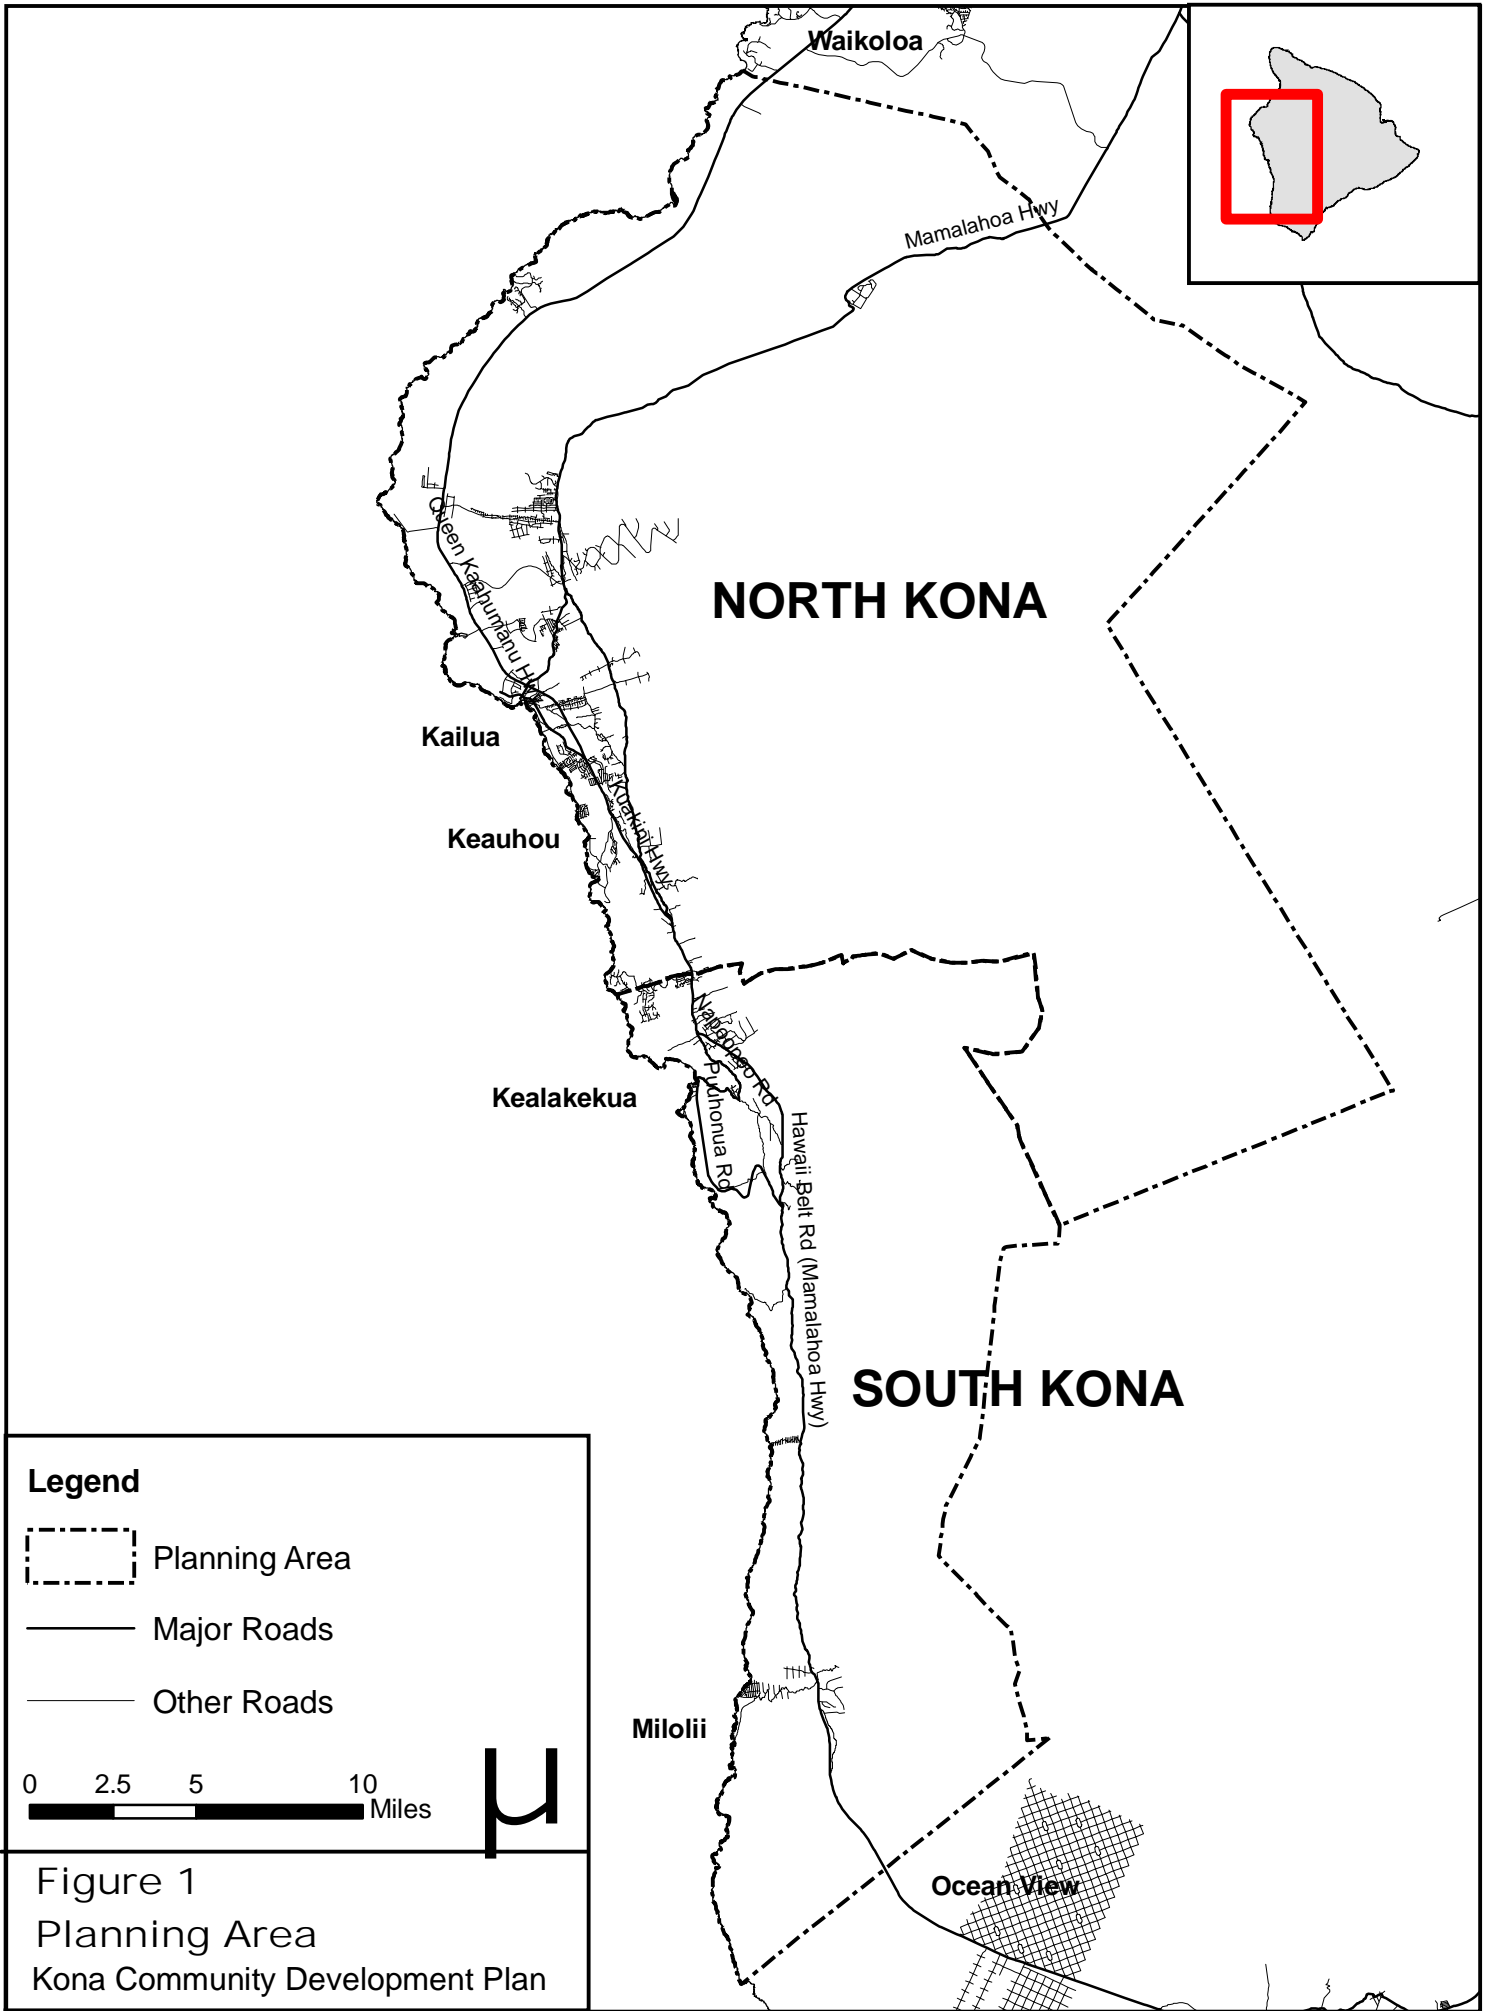 Waikoloa
Mamalahoa Hwy
Queen Kaahumanu Hwy
NORTH KONA
Kailua
Kuakini Hwy
Keauhou
Napoopoo Rd
Kealakekua
Puuhonua Rd
Hawaii Belt Rd (Mamalahoa Hwy)
SOUTH KONA
Milolii
Ocean View
Legend
Planning Area
Major Roads
Other Roads
0 2.5 5 10
Miles
µ
Figure 1
Planning Area
Kona Community Development Plan